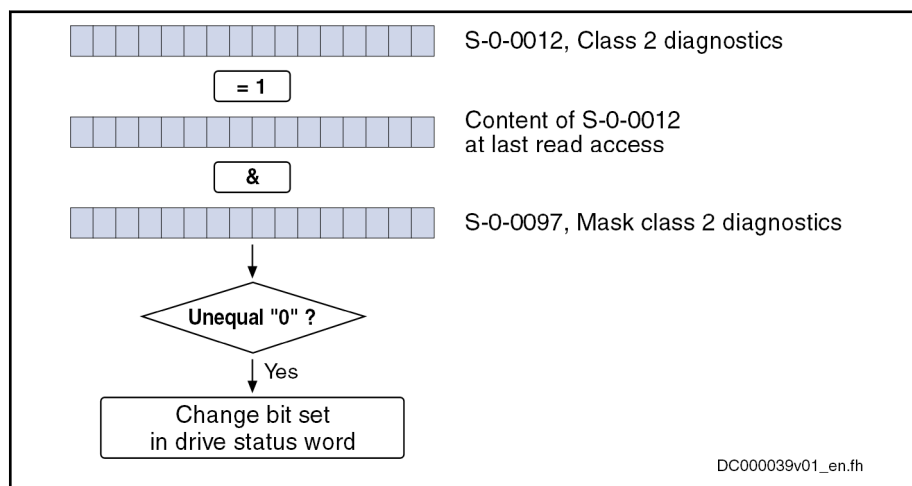 S-0-0012, Class 2 diagnostics
= 1
Content of S-0-0012
at last read access
&
S-0-0097, Mask class 2 diagnostics
Unequal "0" ?
Yes
Change bit set
in drive status word
DC000039v01_en.fh